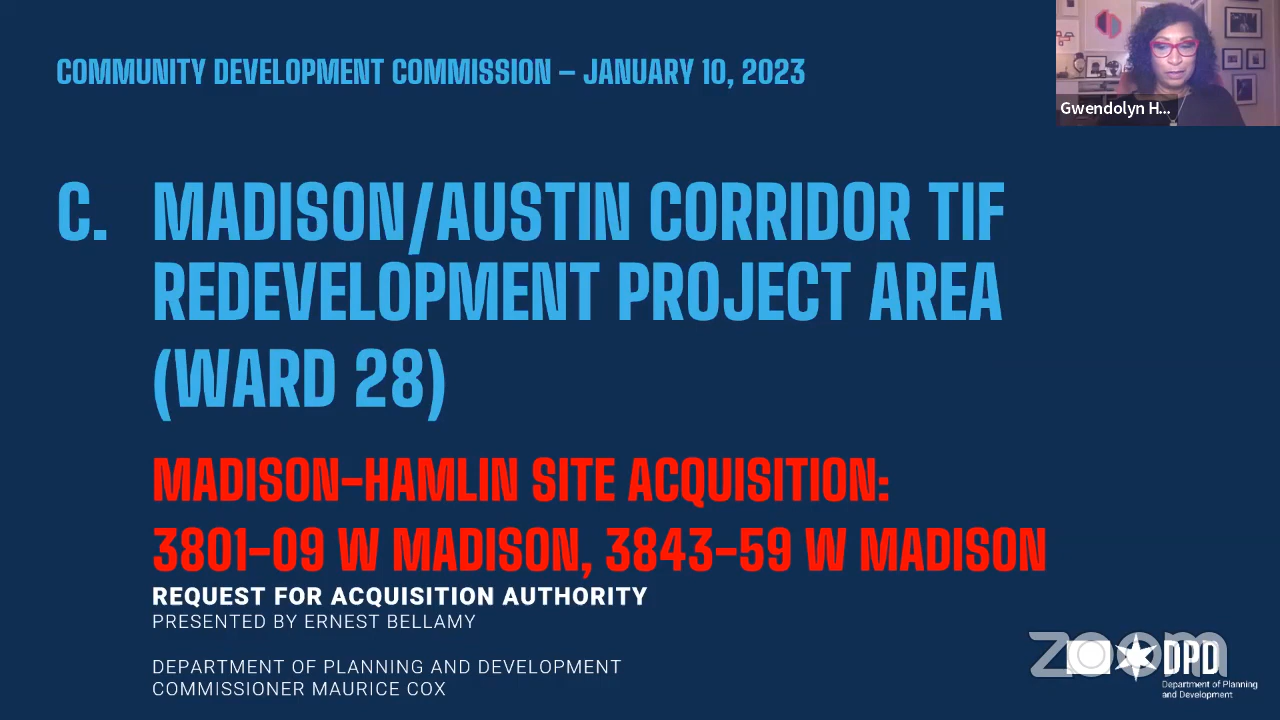 COMMUNITY DEVELOPMENT COMMISSION – JANUARY 10, 2023
Gwendolyn H...
C. MADISON/AUSTIN CORRIDOR TIF
REDEVELOPMENT PROJECT AREA
(WARD 28)
MADISON-HAMLIN SITE ACQUISITION:
3801-09 W MADISON, 3843-59 W MADISON
REQUEST FOR ACQUISITION AUTHORITY
PRESENTED BY ERNEST BELLAMY
DEPARTMENT OF PLANNING AND DEVELOPMENT
COMMISSIONER MAURICE COX
zoom
DPD
Department of Planning
and Development